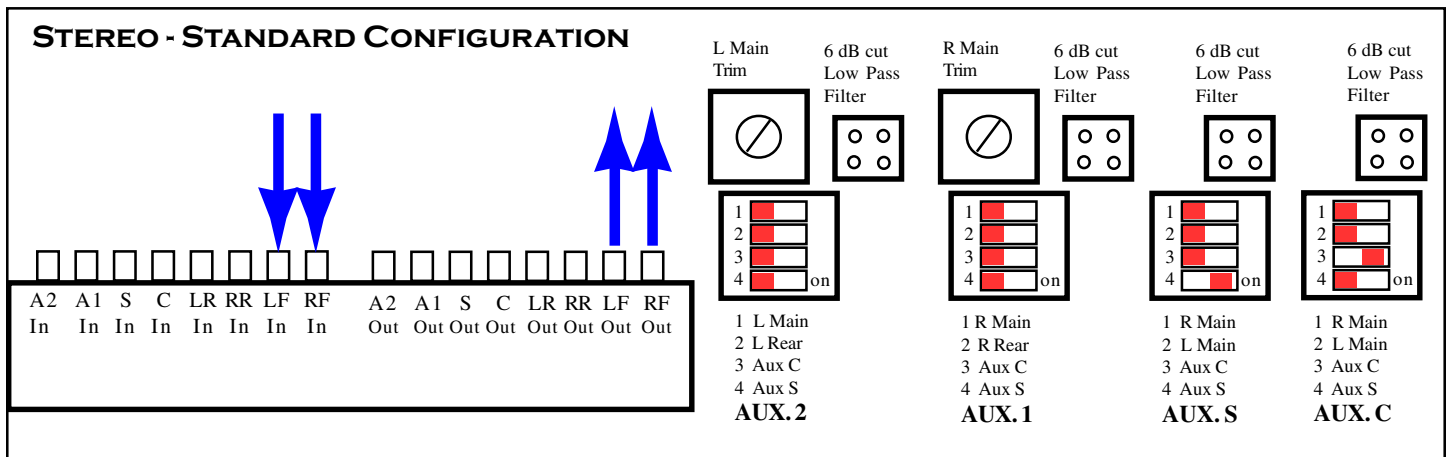 STEREO - STANDARD CONFIGURATION
L Main
Trim
6 dB cut
Low Pass
Filter
R Main
Trim
6 dB cut
Low Pass
Filter
6 dB cut
Low Pass
Filter
6 dB cut
Low Pass
Filter
A2 A1 S C LR RR LF RF
In In In In In In In In
A2 A1 S C LR RR LF RF
Out Out Out Out Out Out Out Out
1
2
3
4 on
1 L Main
2 L Rear
3 Aux C
4 Aux S
AUX. 2
1
2
3
4 on
1 R Main
2 R Rear
3 Aux C
4 Aux S
AUX. 1
1
2
3
4 on
1 R Main
2 L Main
3 Aux C
4 Aux S
AUX. S
1
2
3
4 on
1 R Main
2 L Main
3 Aux C
4 Aux S
AUX. C